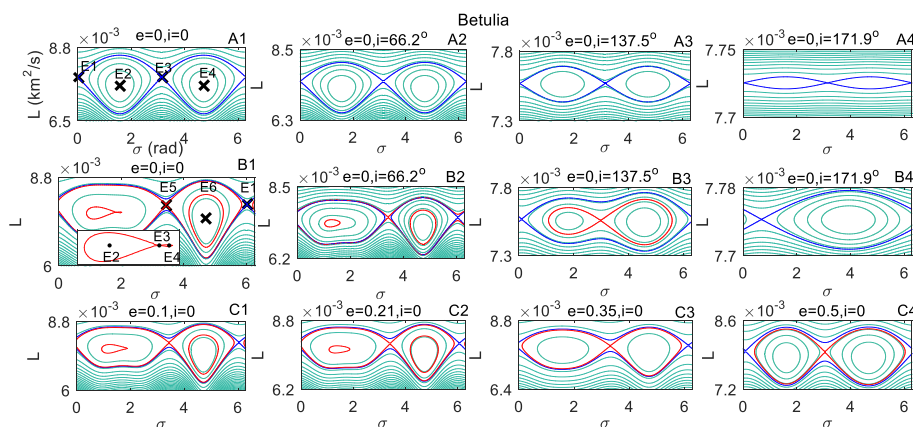 Betulia
×10⁻³ e=0,i=0 A1
8.8
6.5
L (km²/s)
E1 E2 E3 E4
0 2 4 6
σ (rad)
×10⁻³ e=0,i=66.2° A2
8.5
6.3
L
0 2 4 6
σ
×10⁻³ e=0,i=137.5° A3
7.8
7.6
L
0 2 4 6
σ
×10⁻³ e=0,i=171.9° A4
7.75
7.7
L
0 2 4 6
σ
×10⁻³ e=0,i=0 B1
8.8
6
L
E5 E6
E2 E3 E4
0 2 4 6
σ
×10⁻³ e=0,i=66.2° B2
8.5
6.2
L
0 2 4 6
σ
×10⁻³ e=0,i=137.5° B3
7.8
7.6
L
0 2 4 6
σ
×10⁻³ e=0,i=171.9° B4
7.78
7.7
L
0 2 4 6
σ
×10⁻³ e=0.1,i=0 C1
8.8
6
L
0 2 4 6
σ
×10⁻³ e=0.21,i=0 C2
8.8
6.2
L
0 2 4 6
σ
×10⁻³ e=0.35,i=0 C3
8.8
6.4
L
0 2 4 6
σ
×10⁻³ e=0.5,i=0 C4
8.6
7.2
L
0 2 4 6
σ